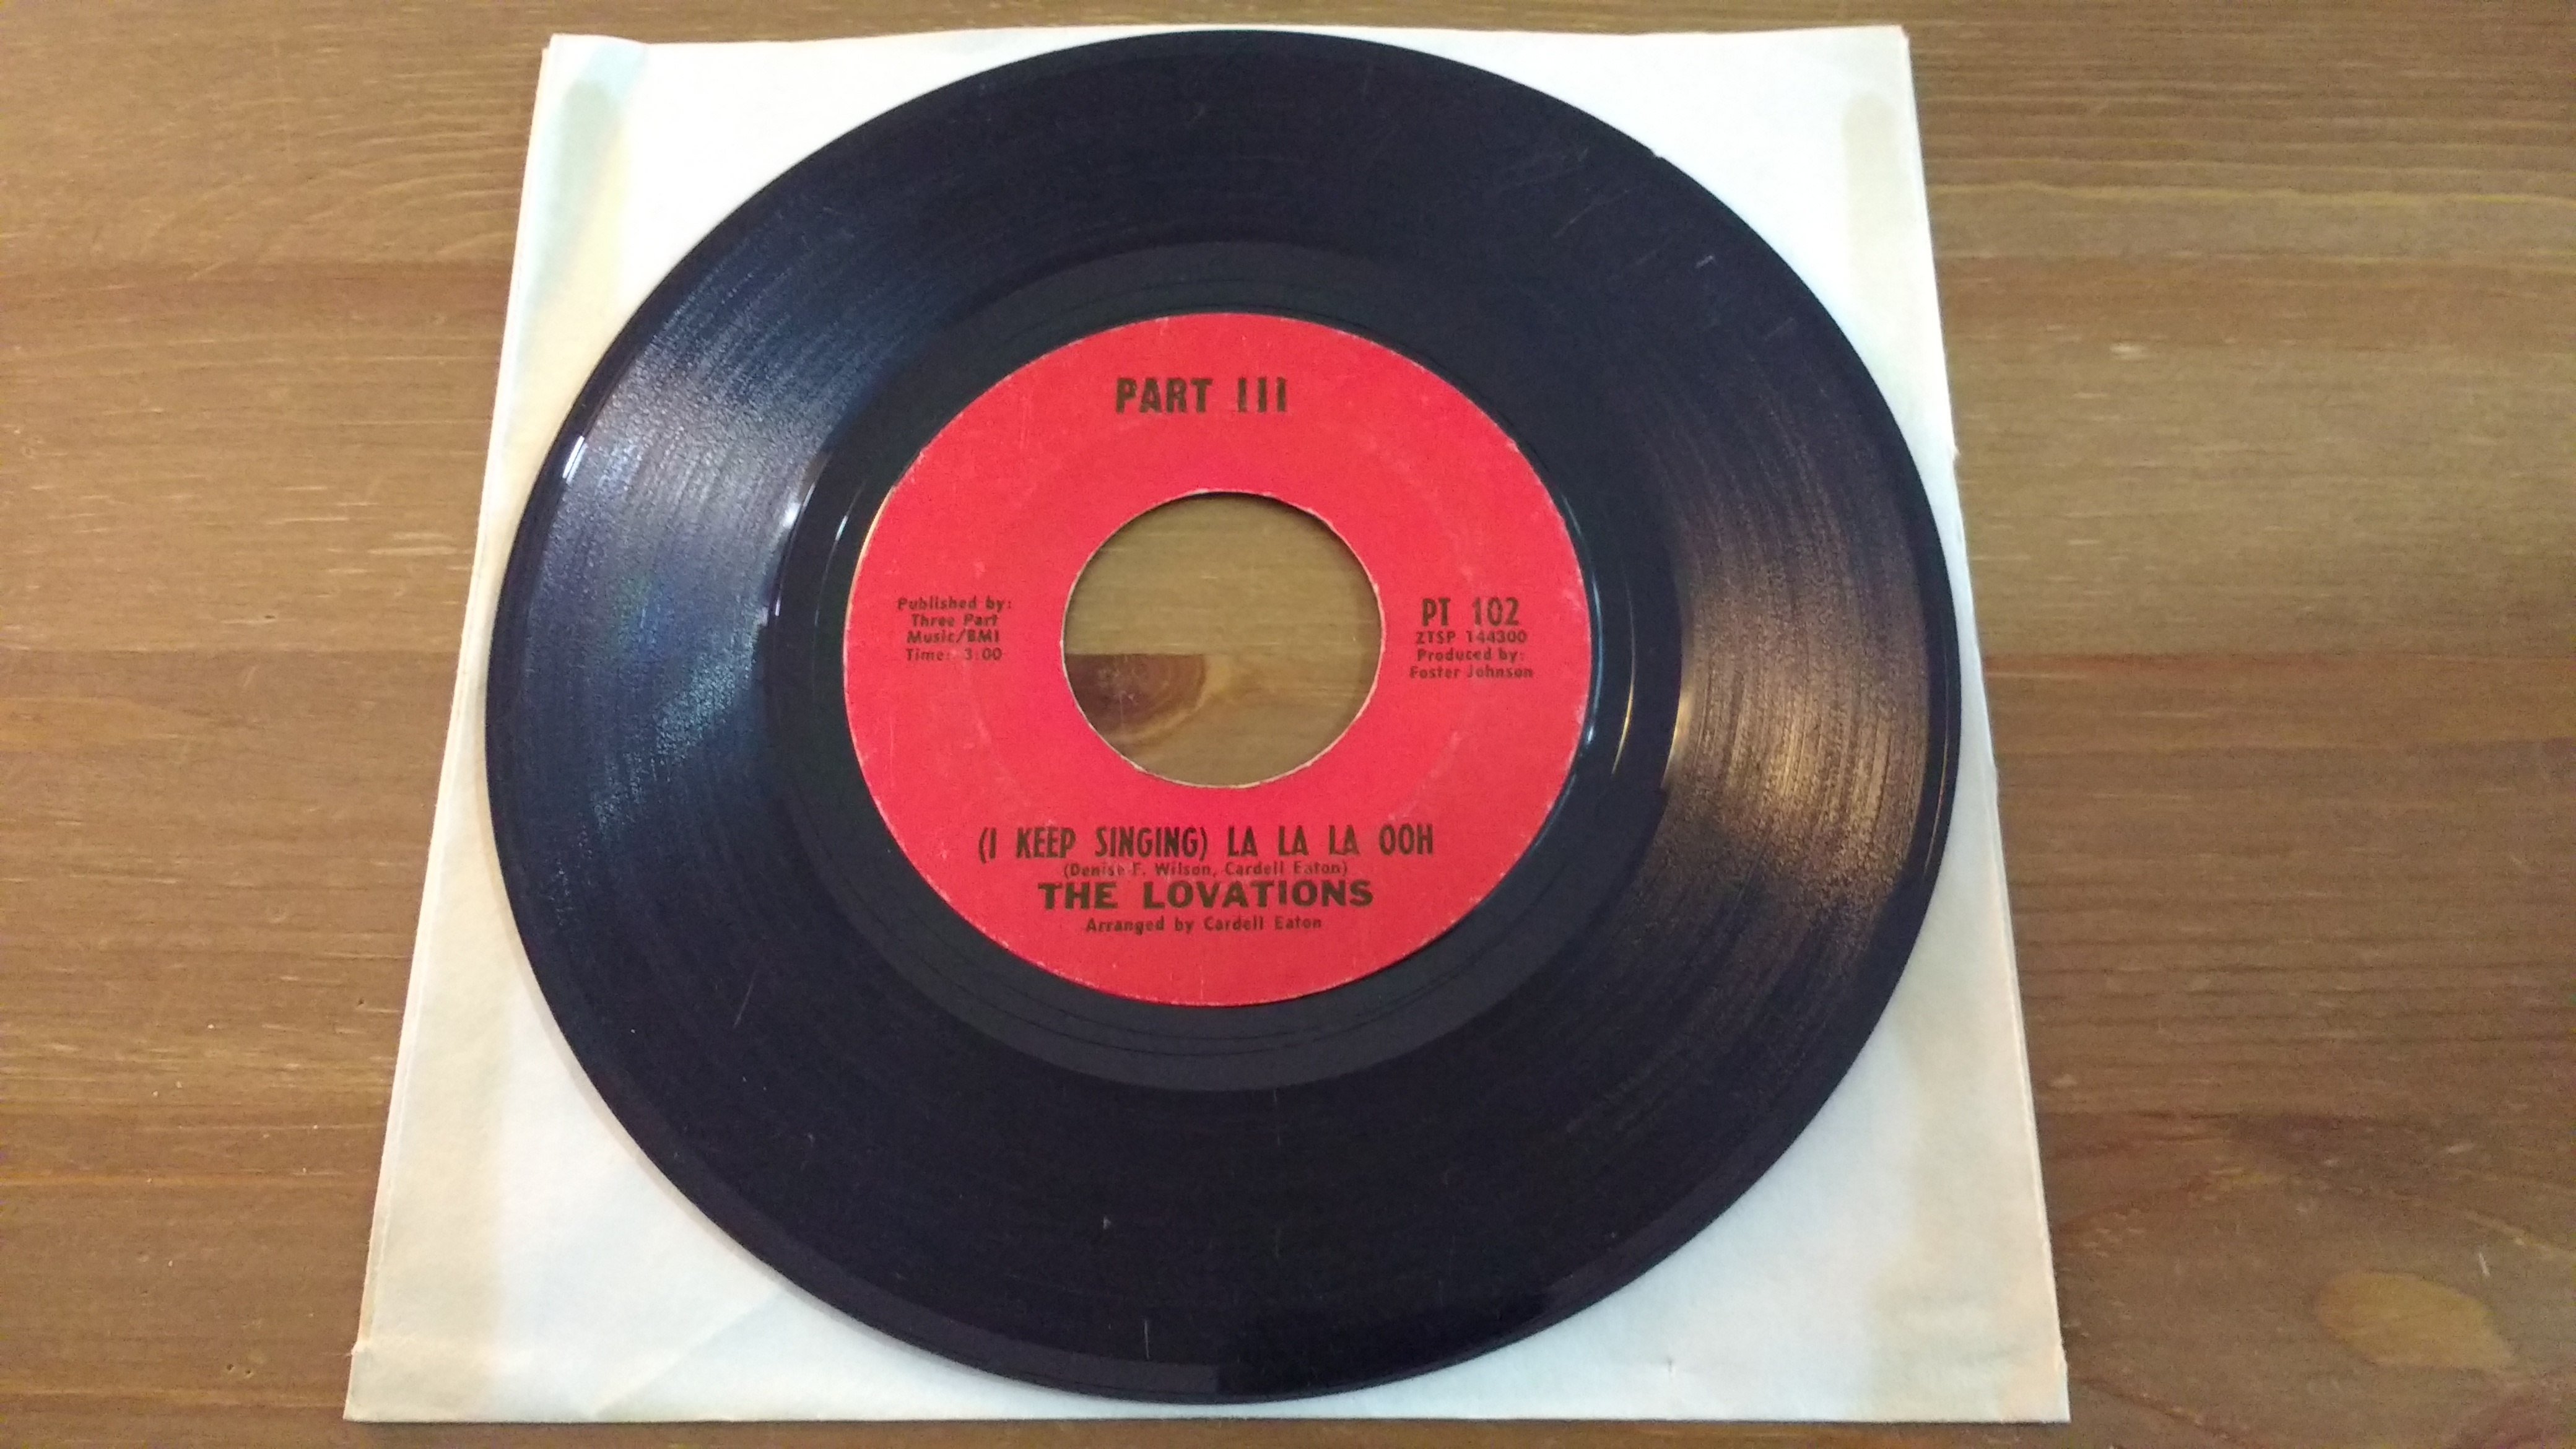 PART III
Published by:
Three Part
Music/BMI
Time: 3:00
PT 102
ZTSP 144300
Produced by:
Foster Johnson
(I KEEP SINGING) LA LA LA OOH
(Denise F. Wilson, Cardell Eaton)
THE LOVATIONS
Arranged by Cardell Eaton